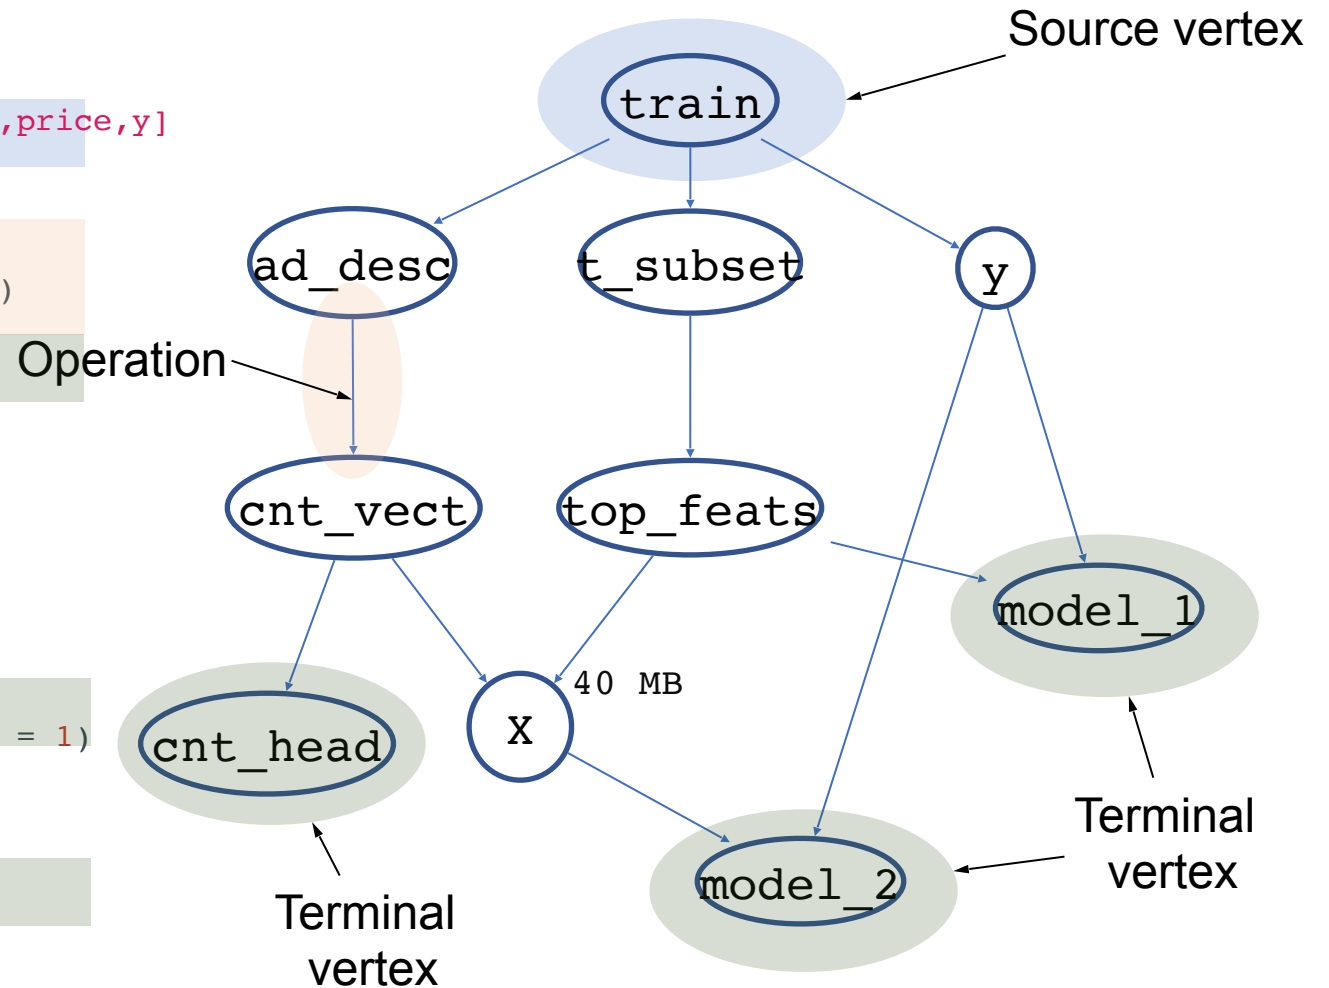 Source vertex
train
,price,y]
ad_desc
t_subset
y
)
Operation
cnt_vect
top_feats
model_1
40 MB
X
cnt_head
= 1)
Terminal
vertex
model_2
Terminal
vertex